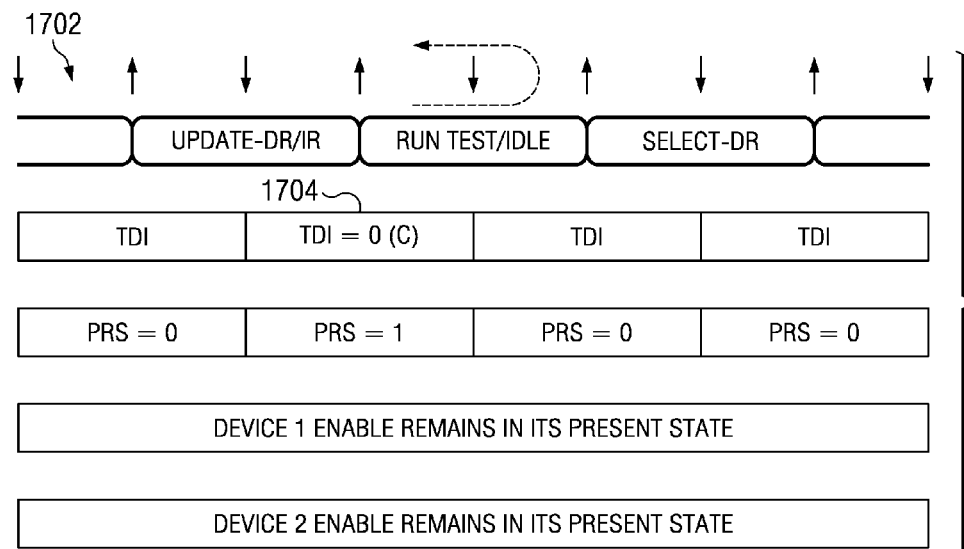 1702
UPDATE-DR/IR RUN TEST/IDLE SELECT-DR
1704
TDI TDI = 0 (C) TDI TDI
PRS = 0 PRS = 1 PRS = 0 PRS = 0
DEVICE 1 ENABLE REMAINS IN ITS PRESENT STATE
DEVICE 2 ENABLE REMAINS IN ITS PRESENT STATE